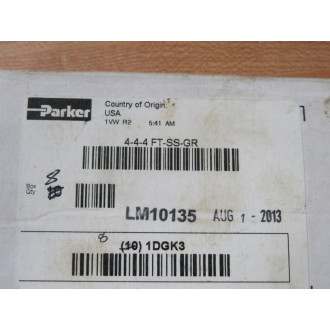 Parker
Country of Origin:
USA
1VW R2 5:41 AM
4-4-4 FT-SS-GR
8
Box
Qty
LM10135 AUG 1 - 2013
8
(10) 1DGK3